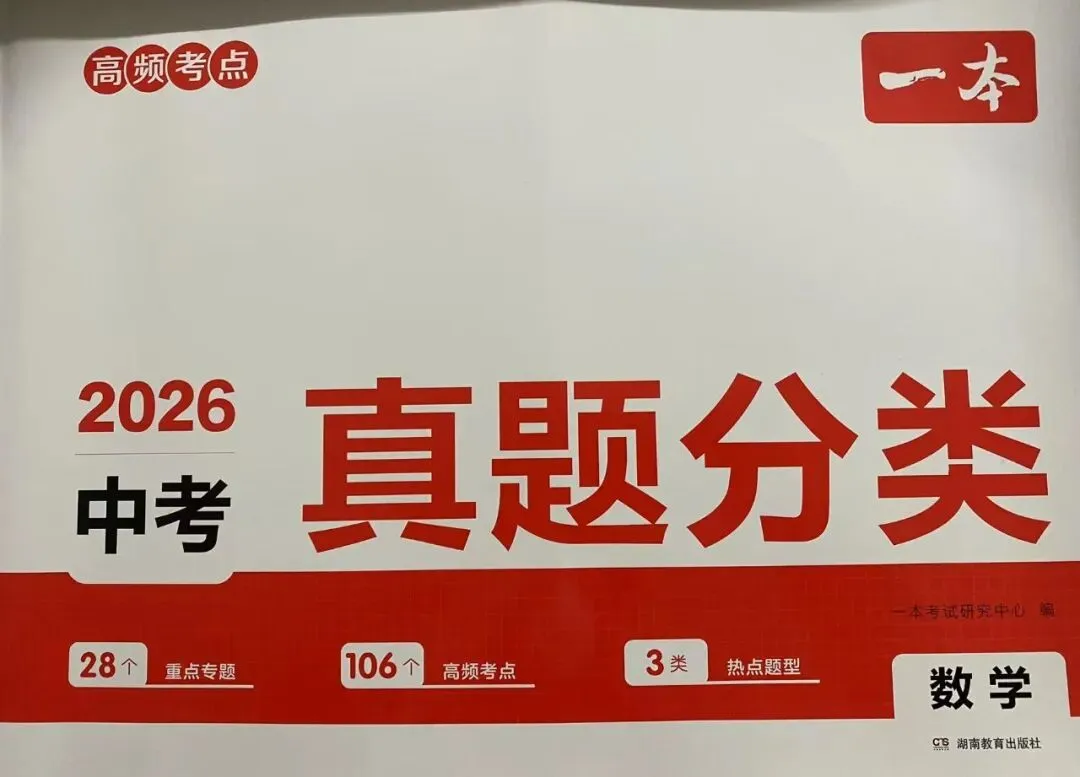 高频考点
一本
2026
中考
真题分类
一本考试研究中心 编
28个 重点专题
106个 高频考点
3类 热点题型
数学
CS 湖南教育出版社